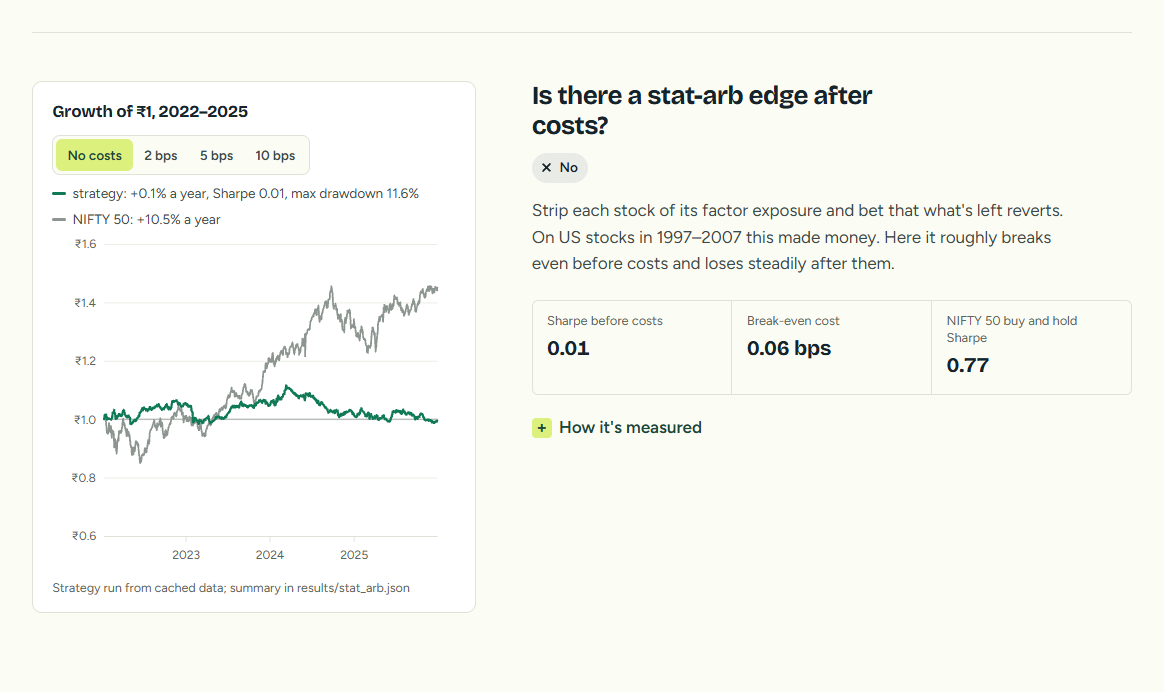 Growth of ₹1, 2022–2025
No costs 2 bps 5 bps 10 bps
strategy: +0.1% a year, Sharpe 0.01, max drawdown 11.6%
NIFTY 50: +10.5% a year
₹1.6
₹1.4
₹1.2
₹1.0
₹0.8
₹0.6
2023 2024 2025
Strategy run from cached data; summary in results/stat_arb.json
Is there a stat-arb edge after
costs?
✕ No
Strip each stock of its factor exposure and bet that what's left reverts.
On US stocks in 1997–2007 this made money. Here it roughly breaks
even before costs and loses steadily after them.
Sharpe before costs
0.01
Break-even cost
0.06 bps
NIFTY 50 buy and hold
Sharpe
0.77
+ How it's measured